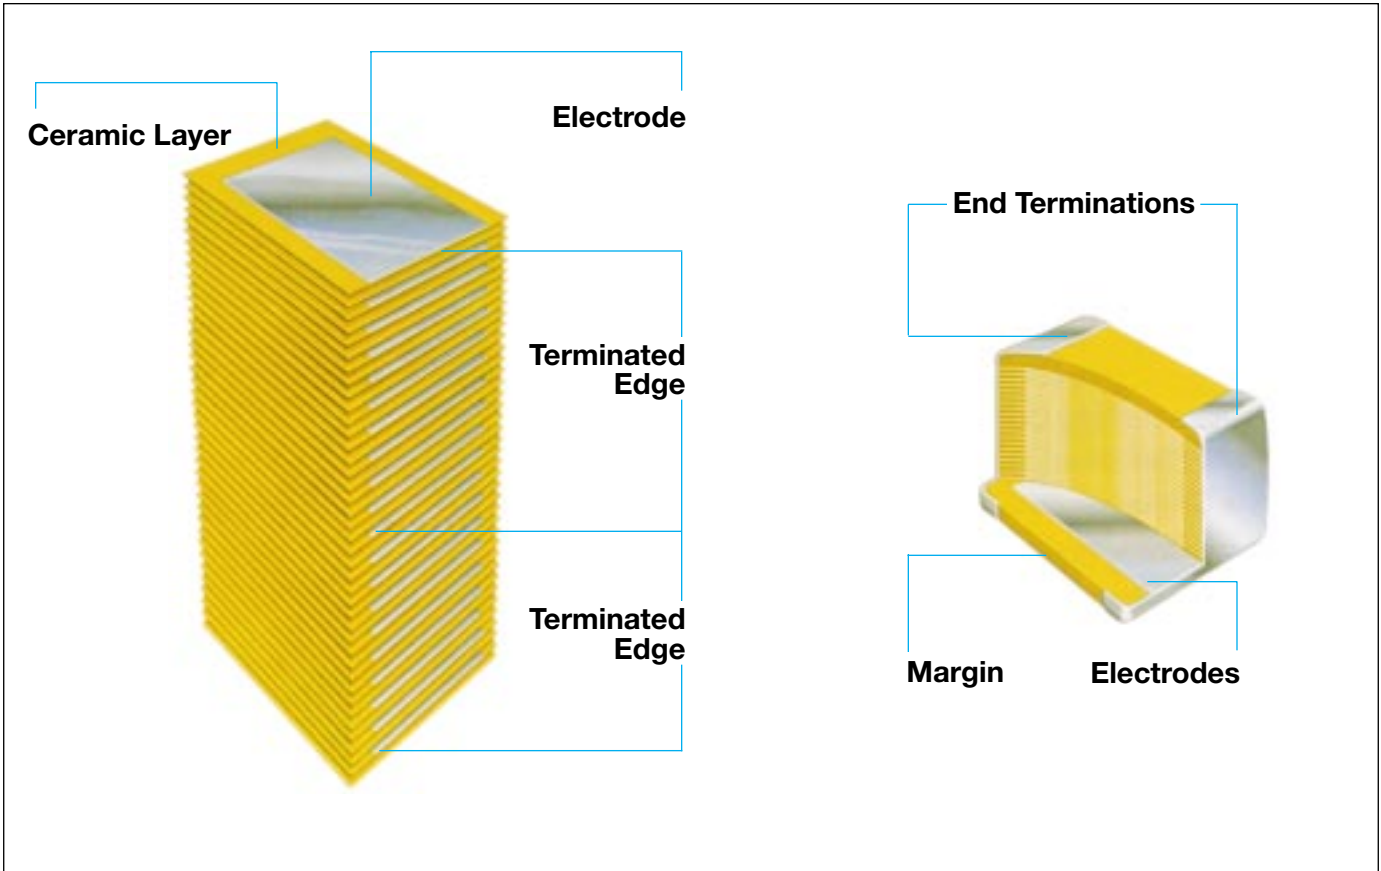 Ceramic Layer
Electrode
Terminated
Edge
Terminated
Edge
End Terminations
Margin
Electrodes